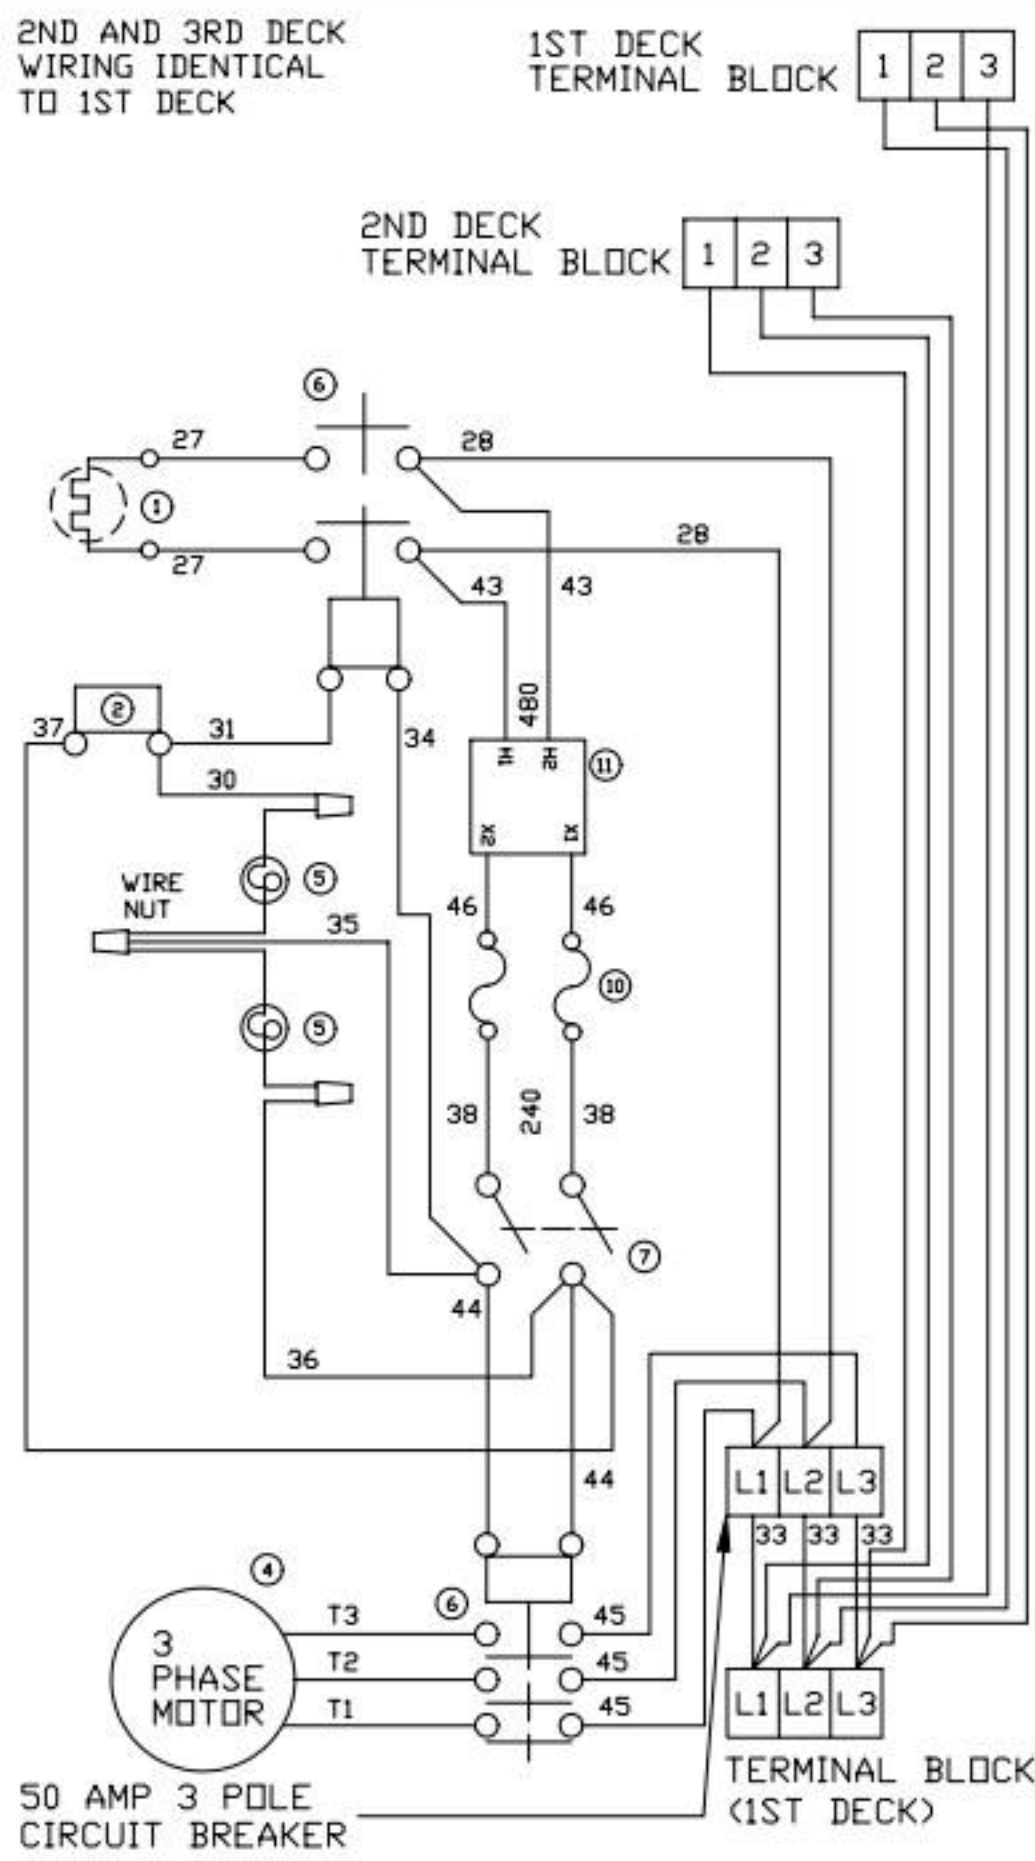 2ND AND 3RD DECK
WIRING IDENTICAL
TO 1ST DECK
1ST DECK
TERMINAL BLOCK
1 2 3
2ND DECK
TERMINAL BLOCK
1 2 3
6
27
28
1
27
28
43 43
480
2
37
31
34
30
H1 H2
11
X2 X1
5
WIRE
NUT
35
46 46
10
5
38 38
240
7
44
36
44
L1 L2 L3
33 33 33
4
6
3
PHASE
MOTOR
T3
45
T2
45
T1
45
L1 L2 L3
TERMINAL BLOCK
(1ST DECK)
50 AMP 3 POLE
CIRCUIT BREAKER